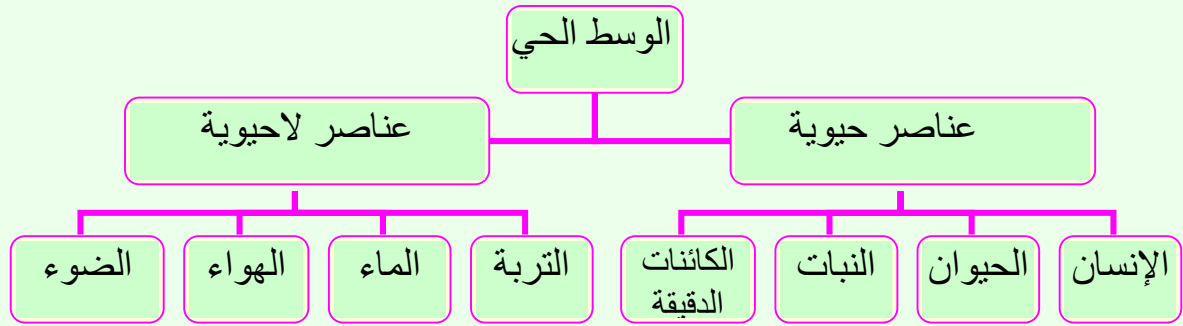 الوسط الحي
عناصر حيوية
عناصر لاحيوية
الإنسان
الحيوان
النبات
الكائنات
الدقيقة
التربة
الماء
الهواء
الضوء